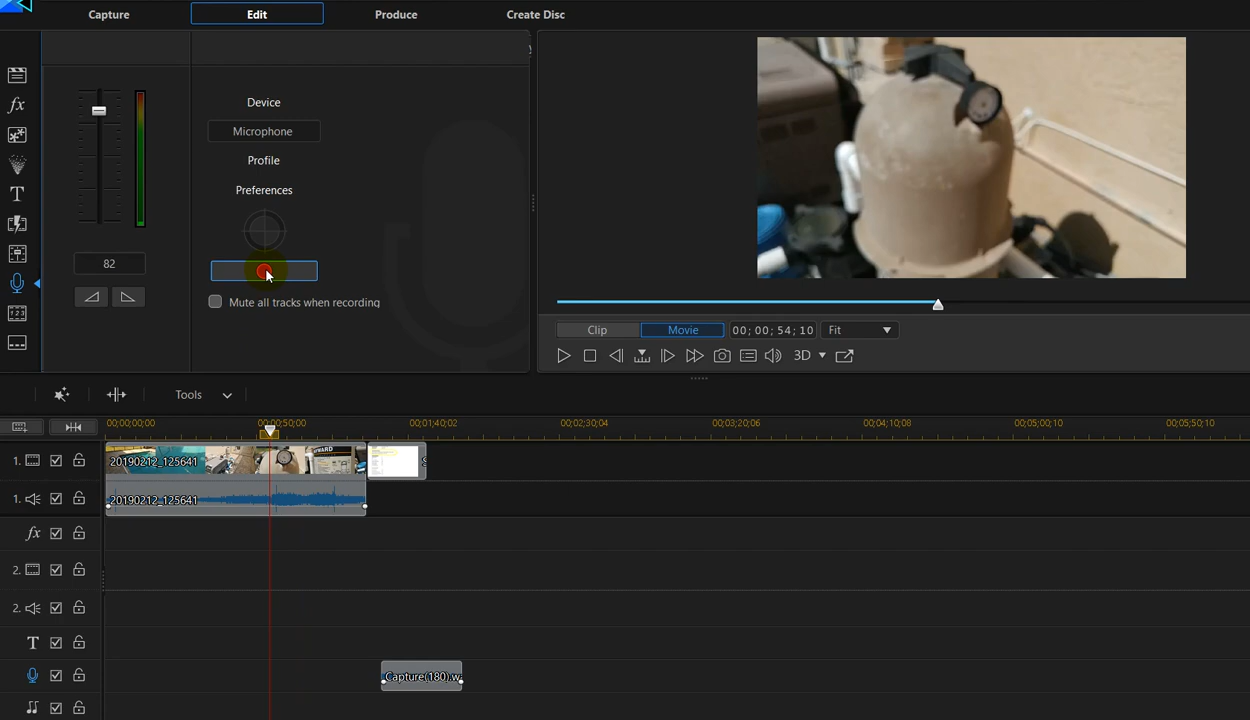 Capture Edit Produce Create Disc
Device
Microphone
Profile
Preferences
82
Mute all tracks when recording
Clip Movie 00; 00; 54; 10 Fit
3D
Tools
00;00;00;00 00;00;50;00 00;01;40;02 00;02;30;04 00;03;20;06 00;04;10;08 00;05;00;10 00;05;50;10
1. 20190212_125641
1. 20190212_125641
fx
2.
2.
T
Capture(180).w